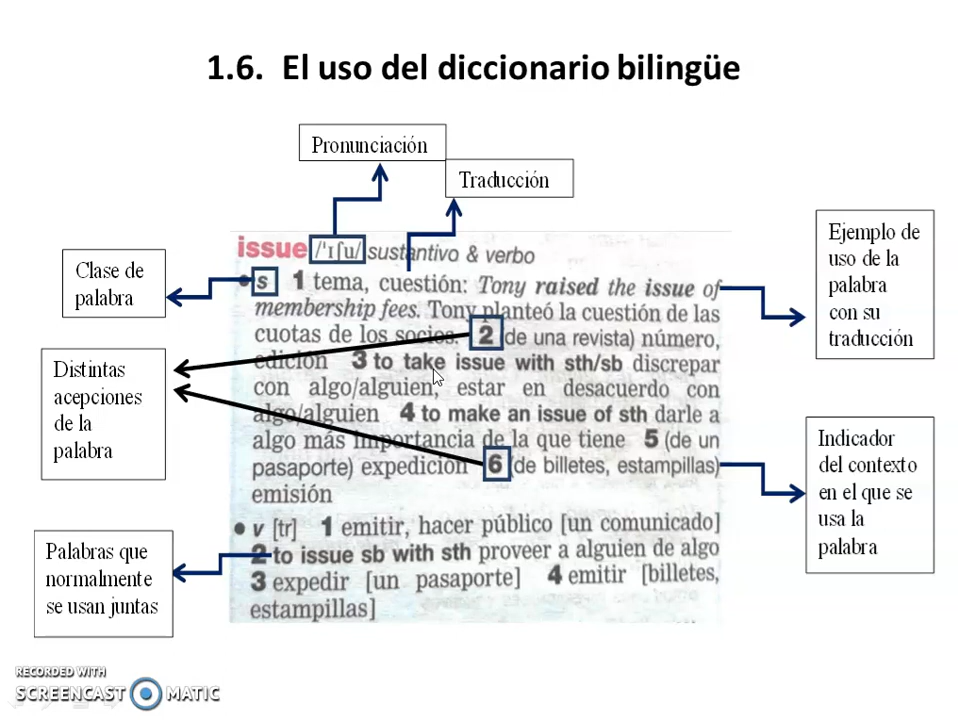 1.6. El uso del diccionario bilingüe
Pronunciación
Traducción
Clase de
palabra
Distintas
acepciones
de la
palabra
Palabras que
normalmente
se usan juntas
Ejemplo de
uso de la
palabra
con su
traducción
Indicador
del contexto
en el que se
usa la
palabra
issue /ˈɪʃu/ sustantivo & verbo
● s 1 tema, cuestión: Tony raised the issue of
membership fees. Tony planteó la cuestión de las
cuotas de los socios. 2 (de una revista) número,
edición 3 to take issue with sth/sb discrepar
con algo/alguien, estar en desacuerdo con
algo/alguien 4 to make an issue of sth darle a
algo más importancia de la que tiene 5 (de un
pasaporte) expedición 6 (de billetes, estampillas)
emisión
● v [tr] 1 emitir, hacer público [un comunicado]
2 to issue sb with sth proveer a alguien de algo
3 expedir [un pasaporte] 4 emitir [billetes,
estampillas]
RECORDED WITH
SCREENCAST MATIC